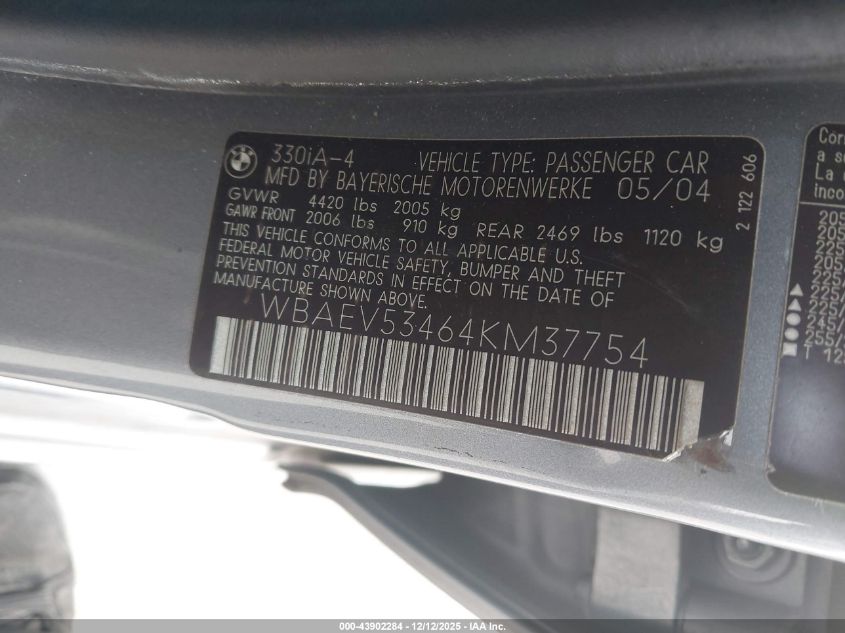 330iA-4 VEHICLE TYPE: PASSENGER CAR
MFD BY BAYERISCHE MOTORENWERKE 05/04
GVWR 4420 lbs 2005 kg
GAWR FRONT 2006 lbs 910 kg REAR 2469 lbs 1120 kg
THIS VEHICLE CONFORMS TO ALL APPLICABLE U.S.
FEDERAL MOTOR VEHICLE SAFETY, BUMPER AND THEFT
PREVENTION STANDARDS IN EFFECT ON THE DATE OF
MANUFACTURE SHOWN ABOVE.
WBAEV53464KM37754
2 122 606
a se
La
000-43902284 - 12/12/2025 - IAA Inc.